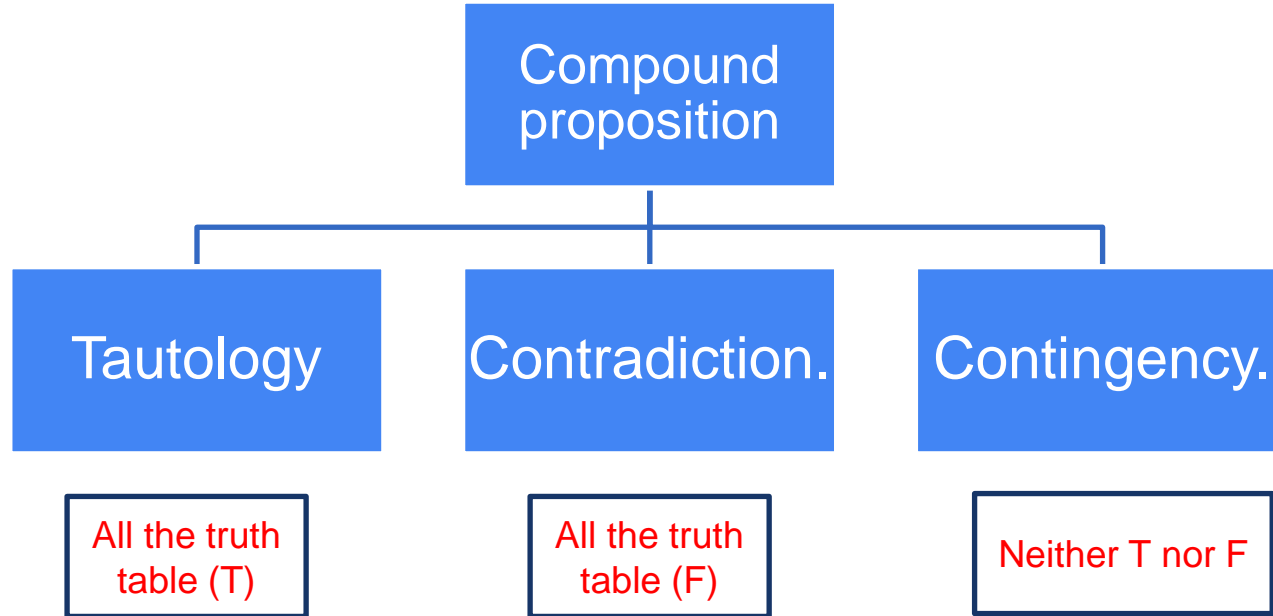 Compound
proposition
Tautology
Contradiction.
Contingency.
All the truth
table (T)
All the truth
table (F)
Neither T nor F